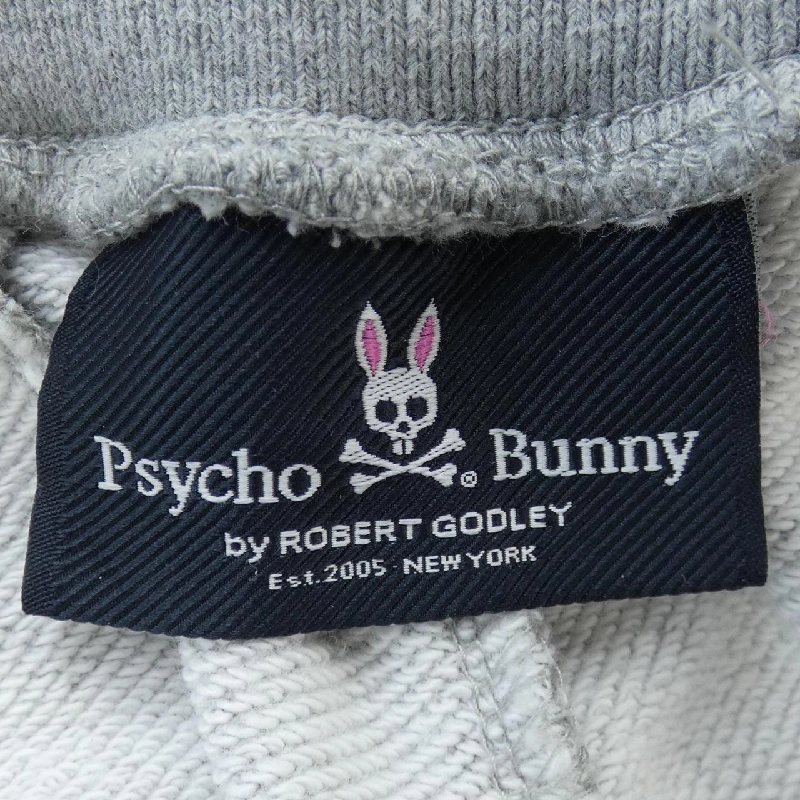 Psycho ® Bunny
by ROBERT GODLEY
Est.2005 · NEW YORK